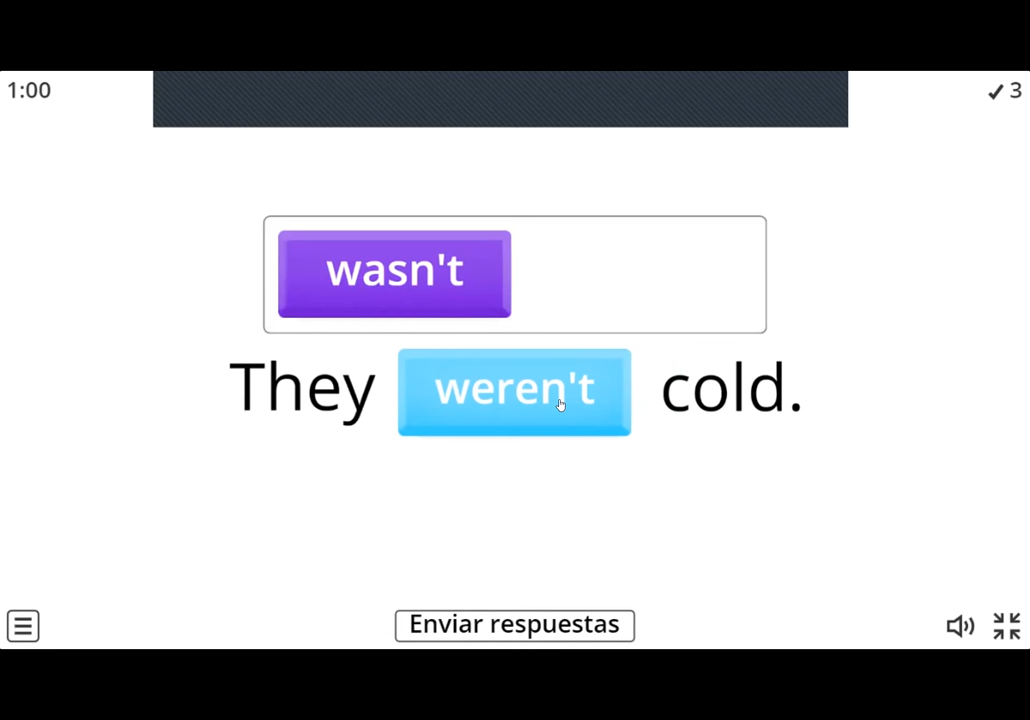 1:00
✓ 3
wasn't
They weren't cold.
Enviar respuestas